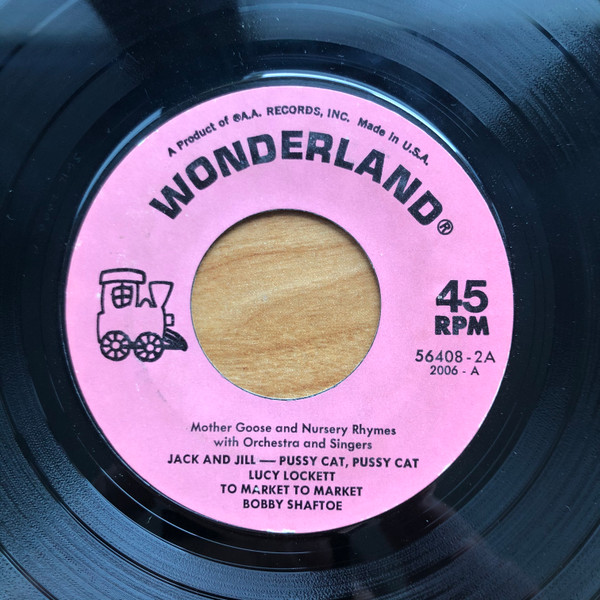 A Product of ℗A.A. RECORDS, INC. Made in U.S.A.
WONDERLAND®
45
RPM
56408-2A
2006 - A
Mother Goose and Nursery Rhymes
with Orchestra and Singers
JACK AND JILL — PUSSY CAT, PUSSY CAT
LUCY LOCKETT
TO MARKET TO MARKET
BOBBY SHAFTOE